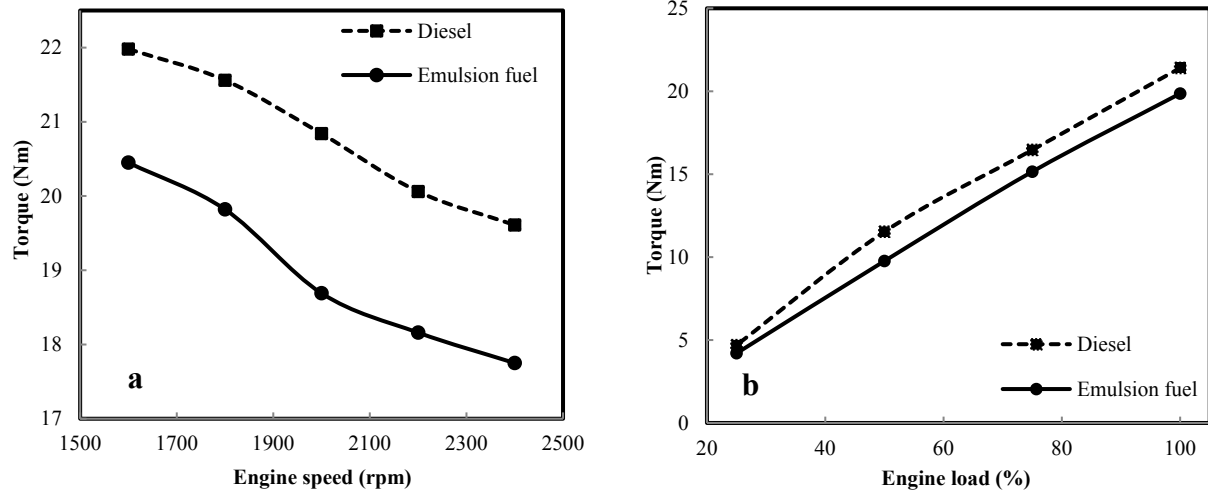 Diesel
Emulsion fuel
Torque (Nm)
22
21
20
19
18
17
1500 1700 1900 2100 2300 2500
Engine speed (rpm)
a
Torque (Nm)
25
20
15
10
5
0
20 40 60 80 100
Engine load (%)
Diesel
Emulsion fuel
b